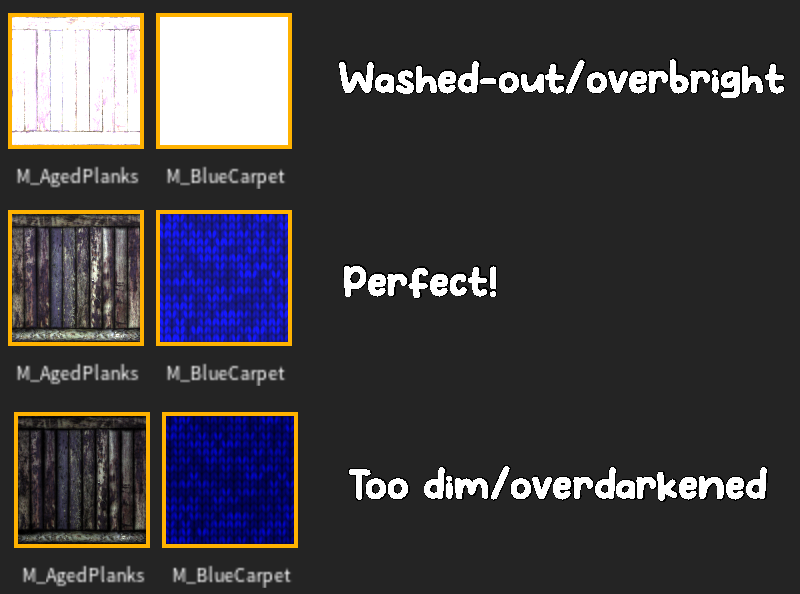 Washed-out/overbright
M_AgedPlanks M_BlueCarpet
Perfect!
M_AgedPlanks M_BlueCarpet
Too dim/overdarkened
M_AgedPlanks M_BlueCarpet